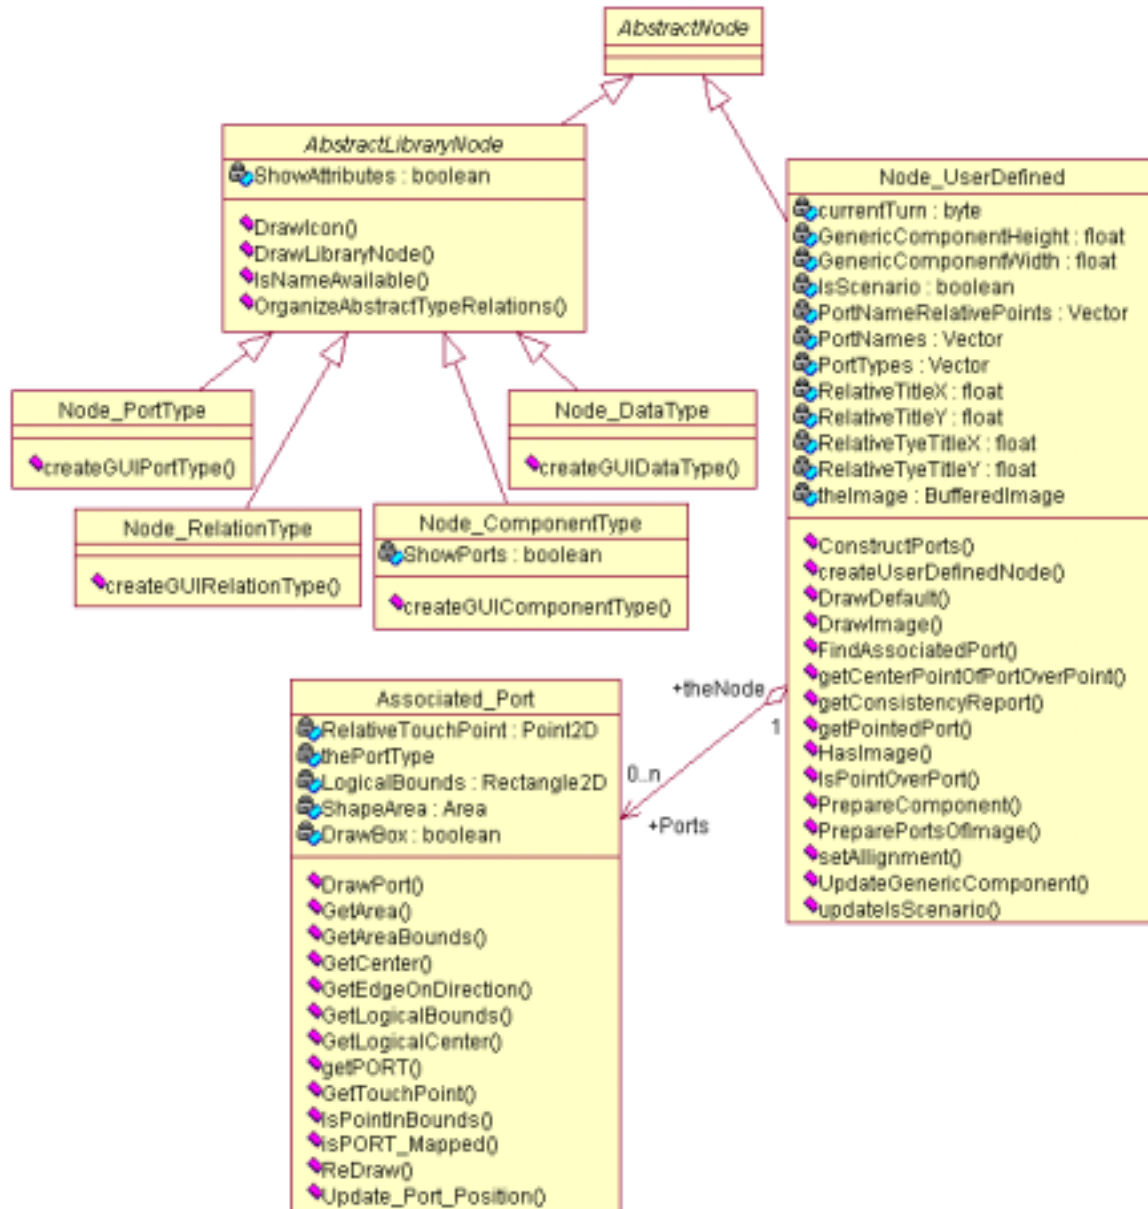 AbstractNode
AbstractLibraryNode
ShowAttributes : boolean
DrawIcon()
DrawLibraryNode()
IsNameAvailable()
OrganizeAbstractTypeRelations()
Node_UserDefined
currentTurn : byte
GenericComponentHeight : float
GenericComponentWidth : float
IsScenario : boolean
PortNameRelativePoints : Vector
PortNames : Vector
PortTypes : Vector
RelativeTitleX : float
RelativeTitleY : float
RelativeTyeTitleX : float
RelativeTyeTitleY : float
theImage : BufferedImage
ConstructPorts()
createUserDefinedNode()
DrawDefault()
DrawImage()
FindAssociatedPort()
getCenterPointOfPortOverPoint()
getConsistencyReport()
getPointedPort()
HasImage()
IsPointOverPort()
PrepareComponent()
PreparePortsOfImage()
setAllignment()
UpdateGenericComponent()
updateIsScenario()
Node_PortType
createGUIPortType()
Node_DataType
createGUIDataType()
Node_RelationType
createGUIRelationType()
Node_ComponentType
ShowPorts : boolean
createGUIComponentType()
+theNode
1
0..n
+Ports
Associated_Port
RelativeTouchPoint : Point2D
thePortType
LogicalBounds : Rectangle2D
ShapeArea : Area
DrawBox : boolean
DrawPort()
GetArea()
GetAreaBounds()
GetCenter()
GetEdgeOnDirection()
GetLogicalBounds()
GetLogicalCenter()
getPORT()
GetTouchPoint()
IsPointInBounds()
isPORT_Mapped()
ReDraw()
Update_Port_Position()